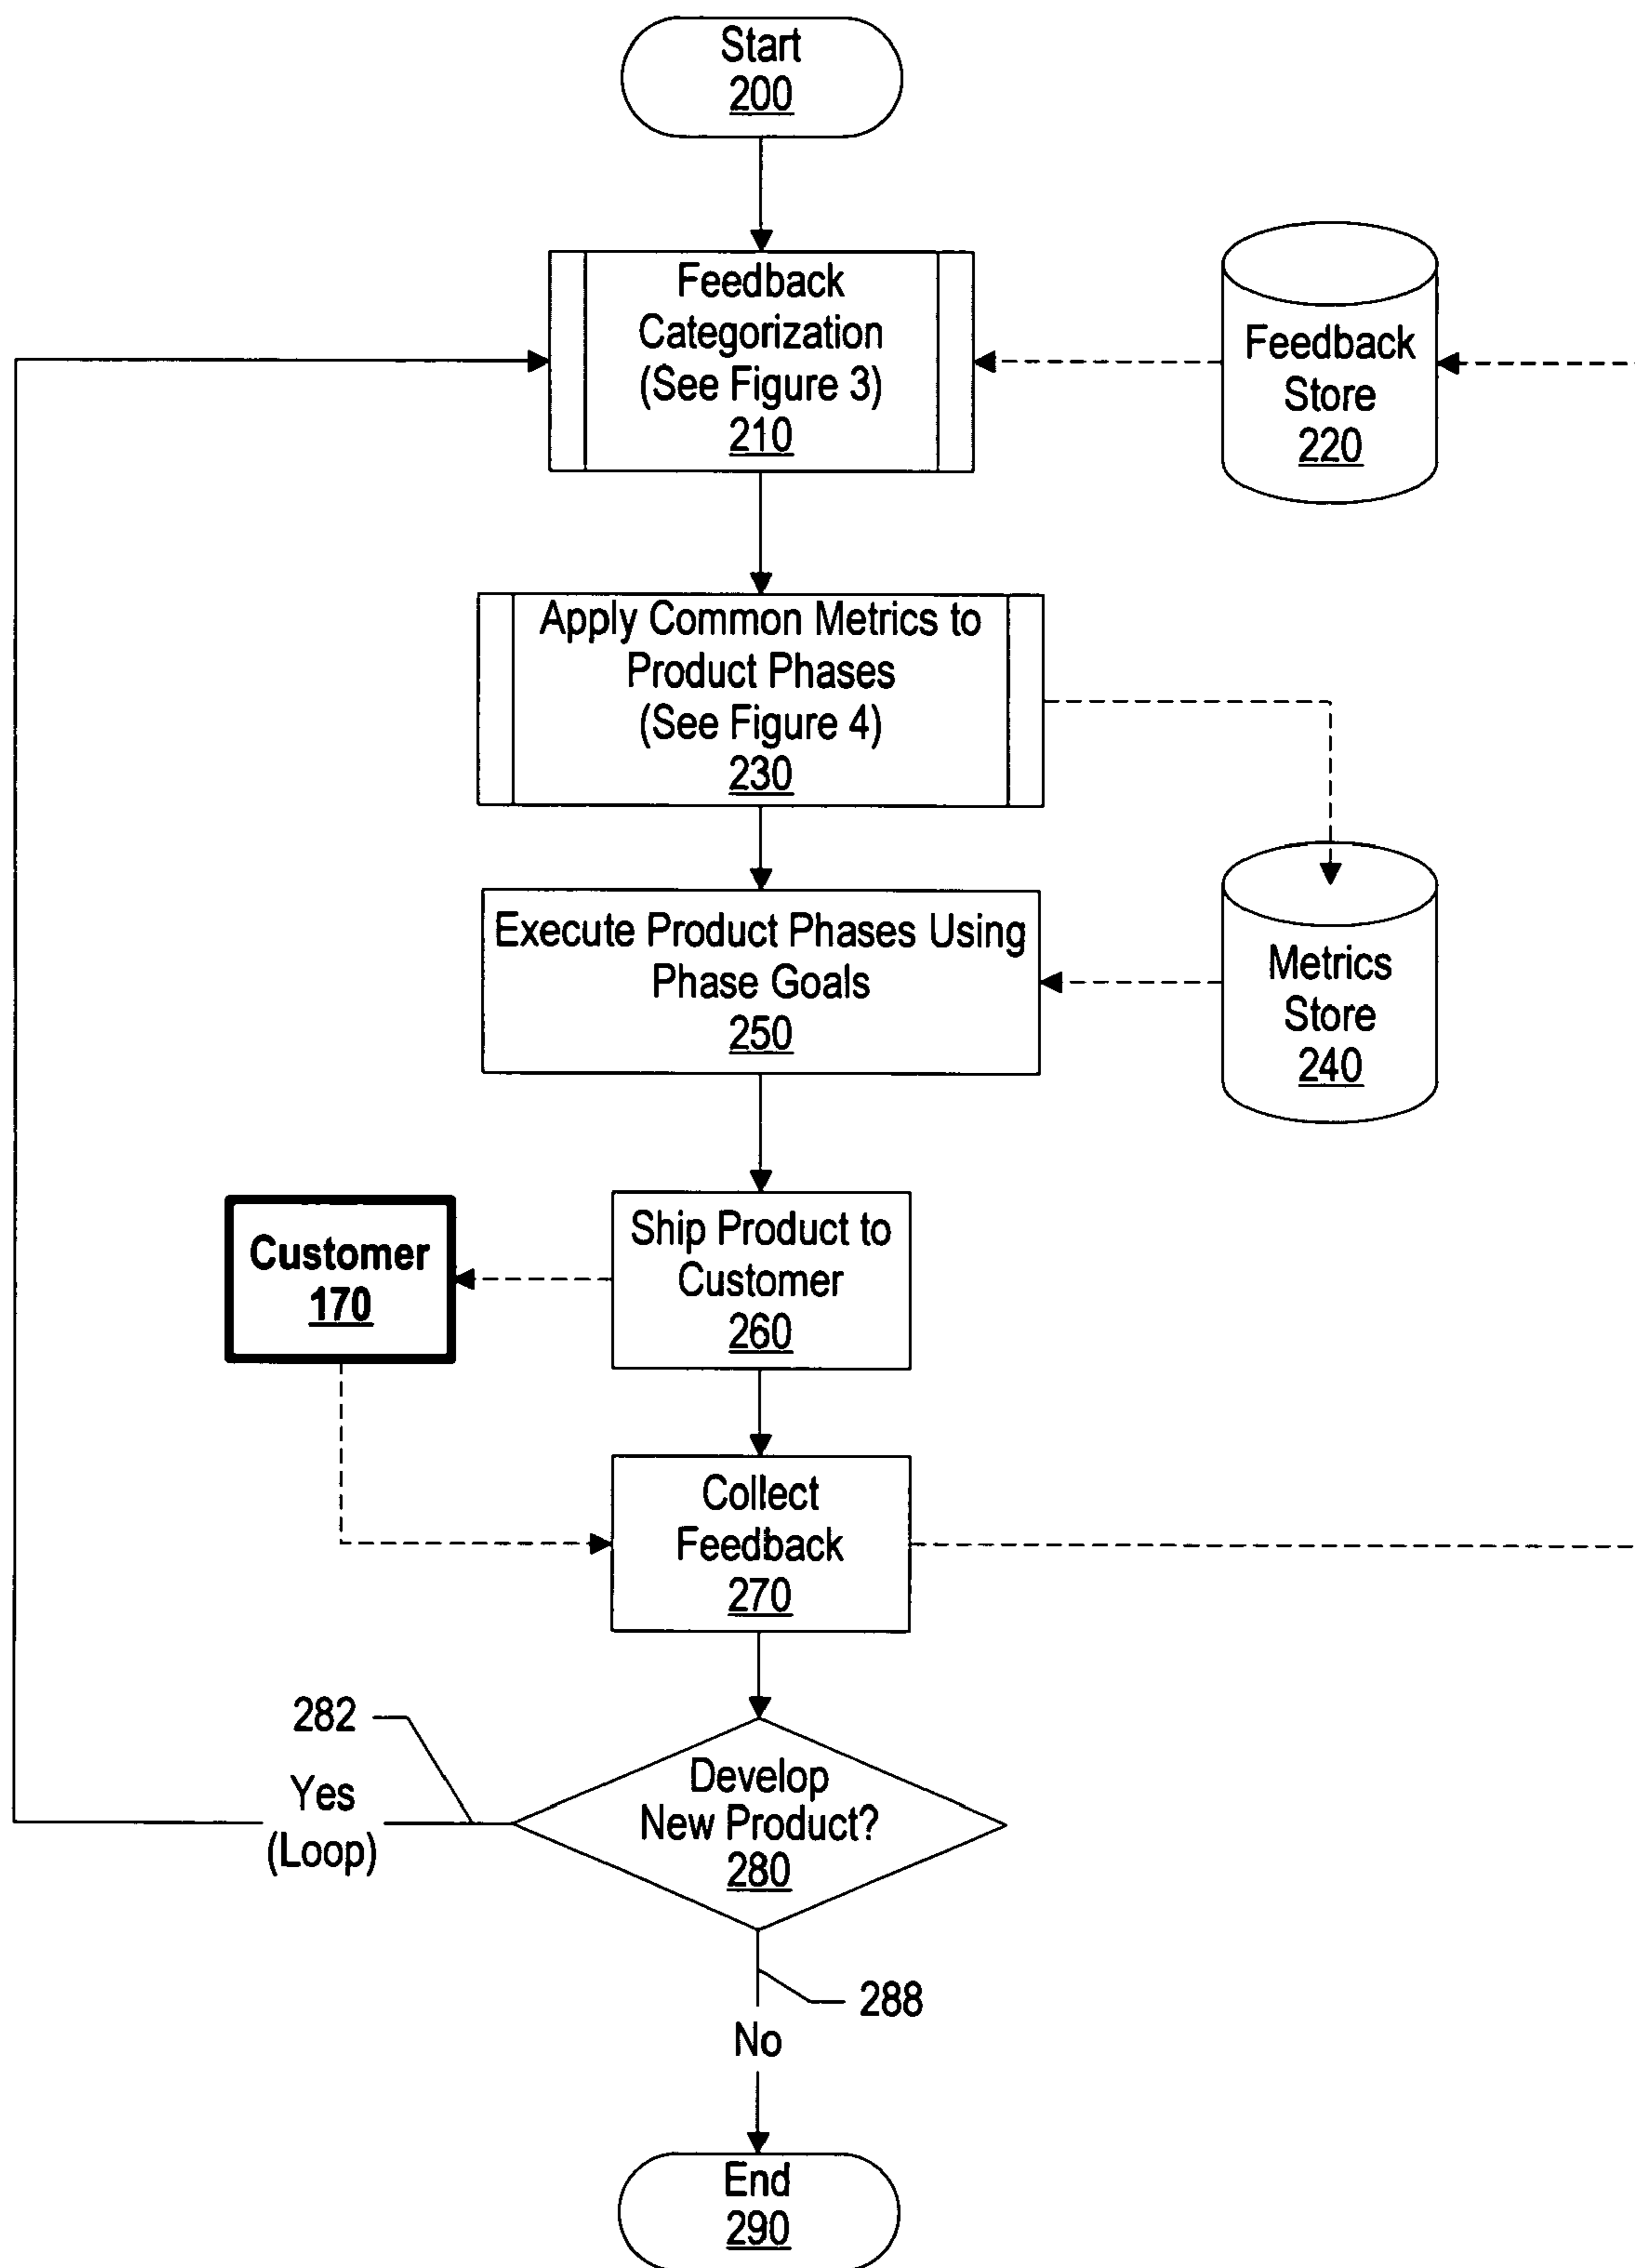 Start
200
Feedback
Categorization
(See Figure 3)
210
Feedback
Store
220
Apply Common Metrics to
Product Phases
(See Figure 4)
230
Execute Product Phases Using
Phase Goals
250
Metrics
Store
240
Customer
170
Ship Product to
Customer
260
Collect
Feedback
270
282
Yes
(Loop)
Develop
New Product?
280
288
No
End
290